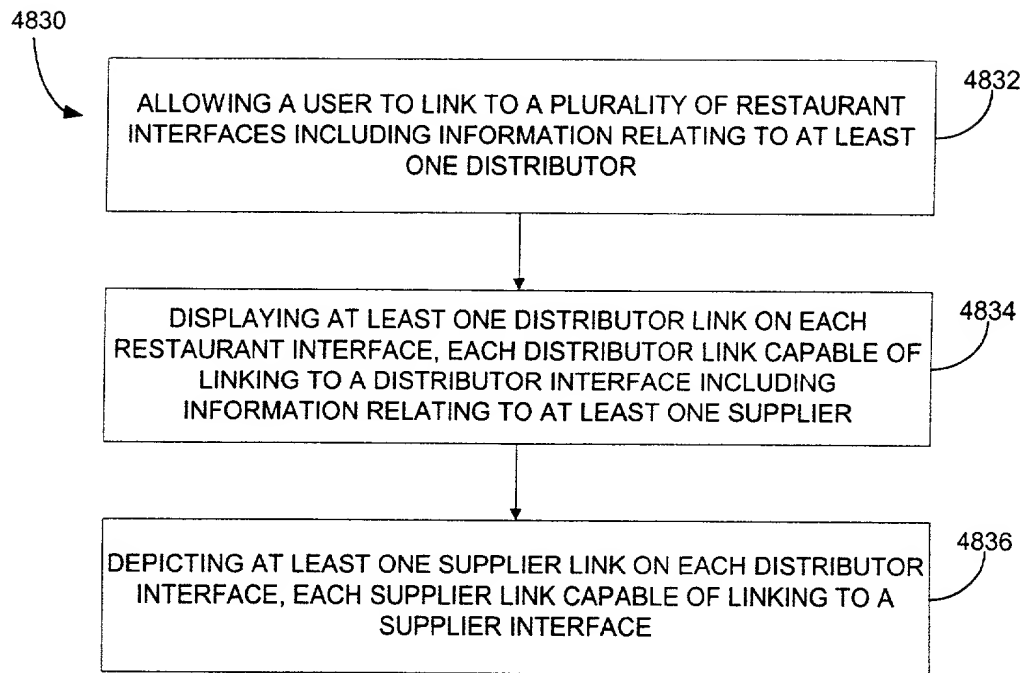 4830
4832
ALLOWING A USER TO LINK TO A PLURALITY OF RESTAURANT
INTERFACES INCLUDING INFORMATION RELATING TO AT LEAST
ONE DISTRIBUTOR
4834
DISPLAYING AT LEAST ONE DISTRIBUTOR LINK ON EACH
RESTAURANT INTERFACE, EACH DISTRIBUTOR LINK CAPABLE OF
LINKING TO A DISTRIBUTOR INTERFACE INCLUDING
INFORMATION RELATING TO AT LEAST ONE SUPPLIER
4836
DEPICTING AT LEAST ONE SUPPLIER LINK ON EACH DISTRIBUTOR
INTERFACE, EACH SUPPLIER LINK CAPABLE OF LINKING TO A
SUPPLIER INTERFACE